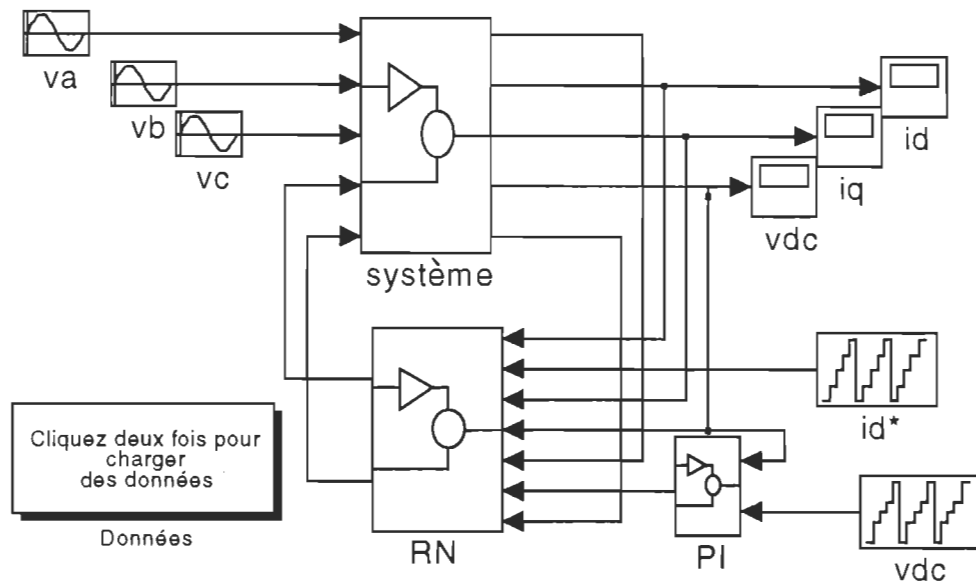 va
vb
vc
id
iq
vdc
système
id*
Cliquez deux fois pour
charger
des données
Données
RN
PI
vdc